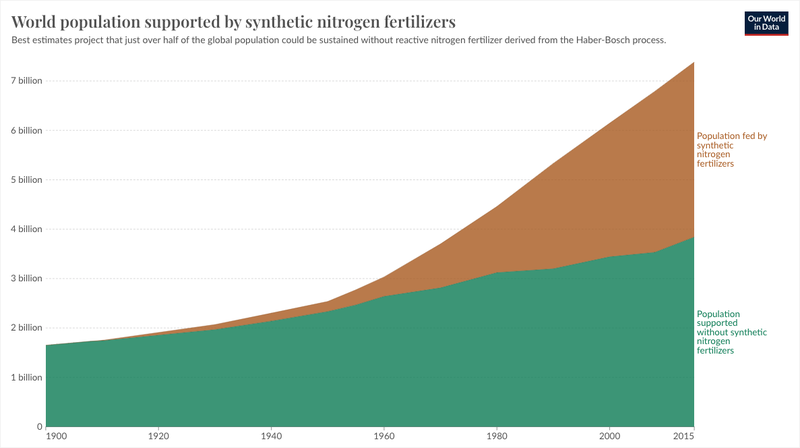 World population supported by synthetic nitrogen fertilizers
Our World
in Data
Best estimates project that just over half of the global population could be sustained without reactive nitrogen fertilizer derived from the Haber-Bosch process.
7 billion
6 billion
5 billion
4 billion
3 billion
2 billion
1 billion
0
Population fed by
synthetic
nitrogen
fertilizers
Population
supported
without synthetic
nitrogen
fertilizers
1900
1920
1940
1960
1980
2000
2015